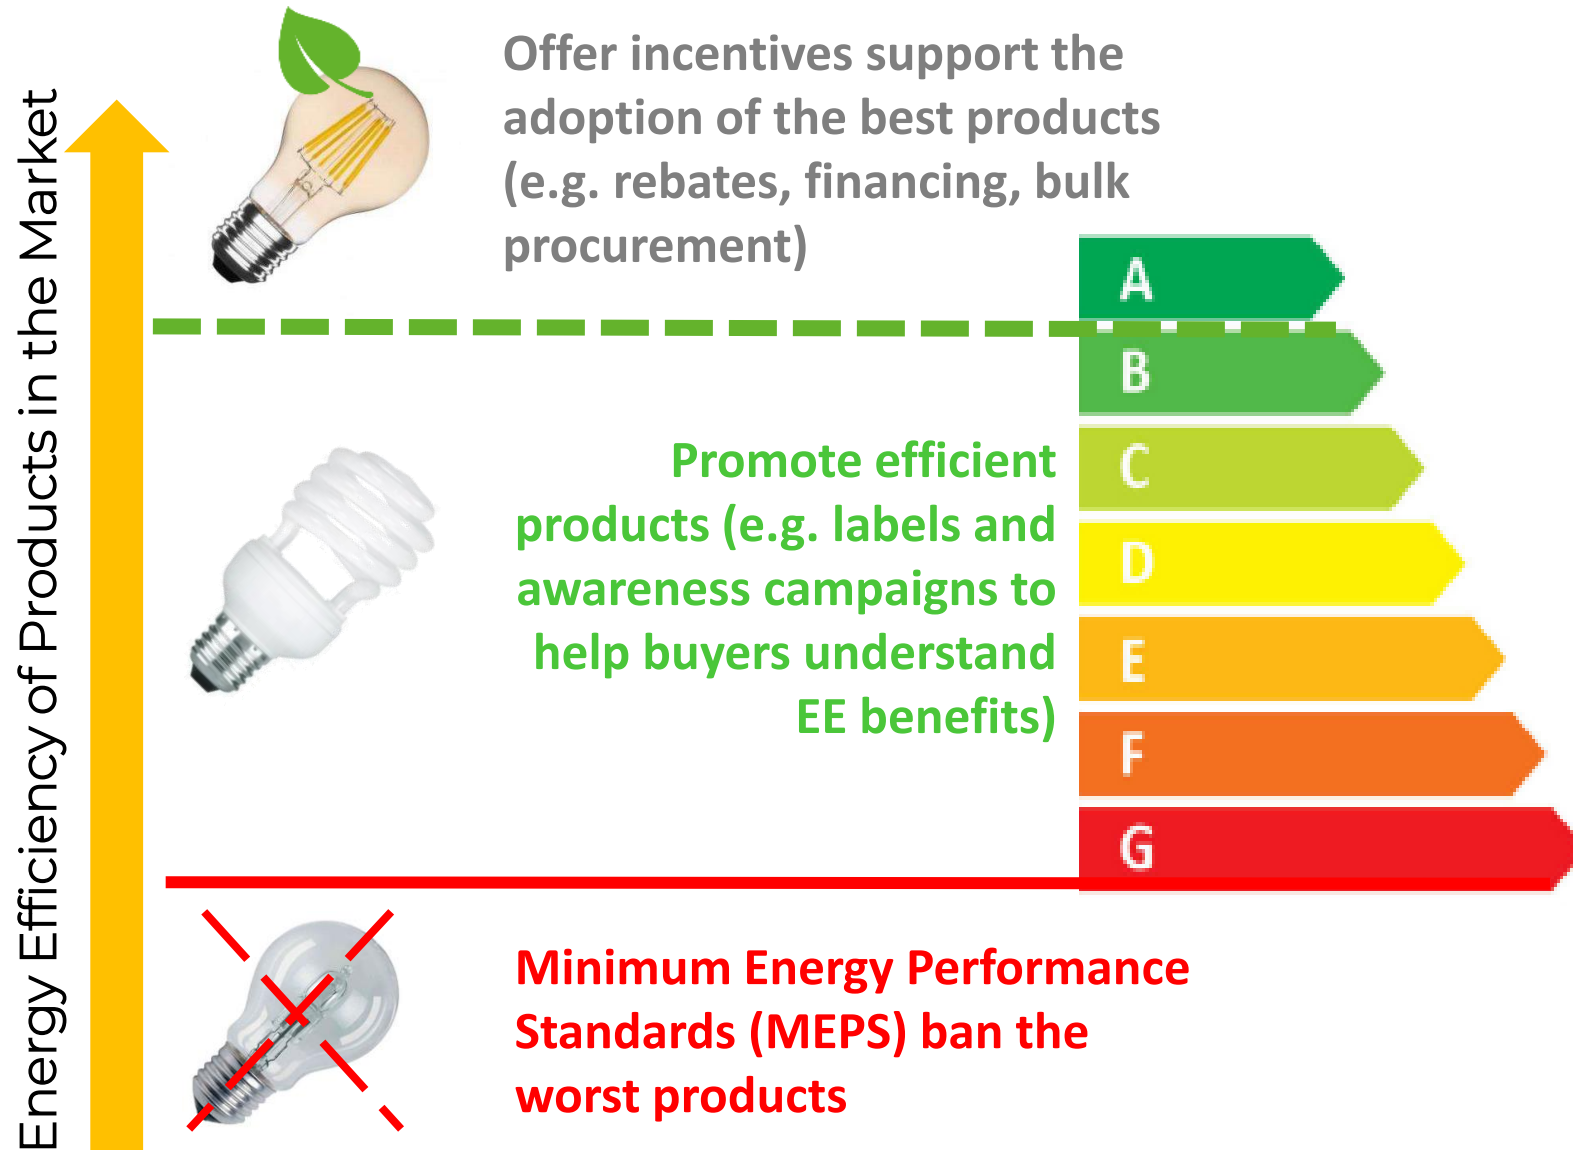 Energy Efficiency of Products in the Market
Offer incentives support the
adoption of the best products
(e.g. rebates, financing, bulk
procurement)
A
B
C
D
E
F
G
Promote efficient
products (e.g. labels and
awareness campaigns to
help buyers understand
EE benefits)
Minimum Energy Performance
Standards (MEPS) ban the
worst products